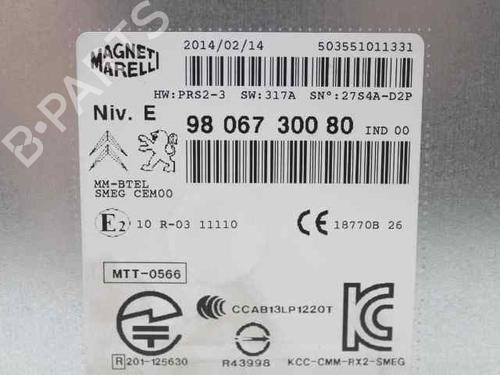 MAGNETI MARELLI
2014/02/14 503551011331
HW:PRS2-3 SW:317A SN°:27S4A-D2P
Niv. E
98 067 300 80 IND 00
MM-BTEL
SMEG CEM00
E2 10 R-03 11110
CE 18770B 26
MTT-0566
CCAB13LP1220T
R 201-125630
R43998
KCC-CMM-RX2-SMEG
B-PARTS